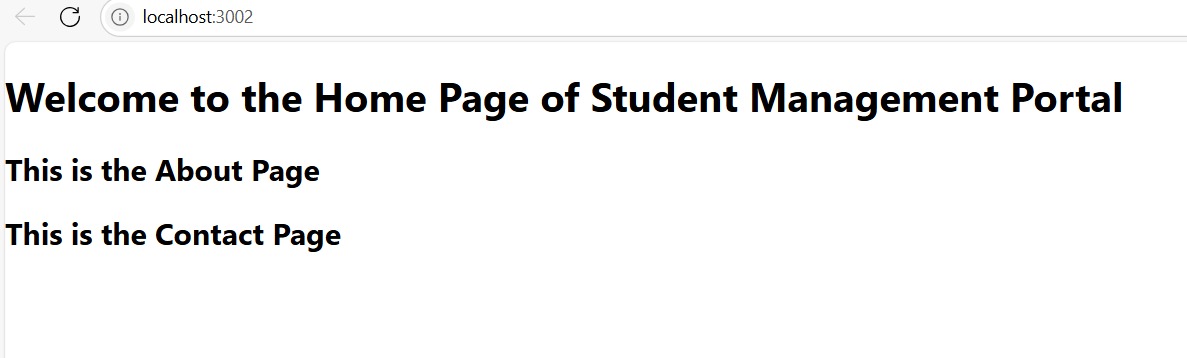 localhost:3002
Welcome to the Home Page of Student Management Portal
This is the About Page
This is the Contact Page